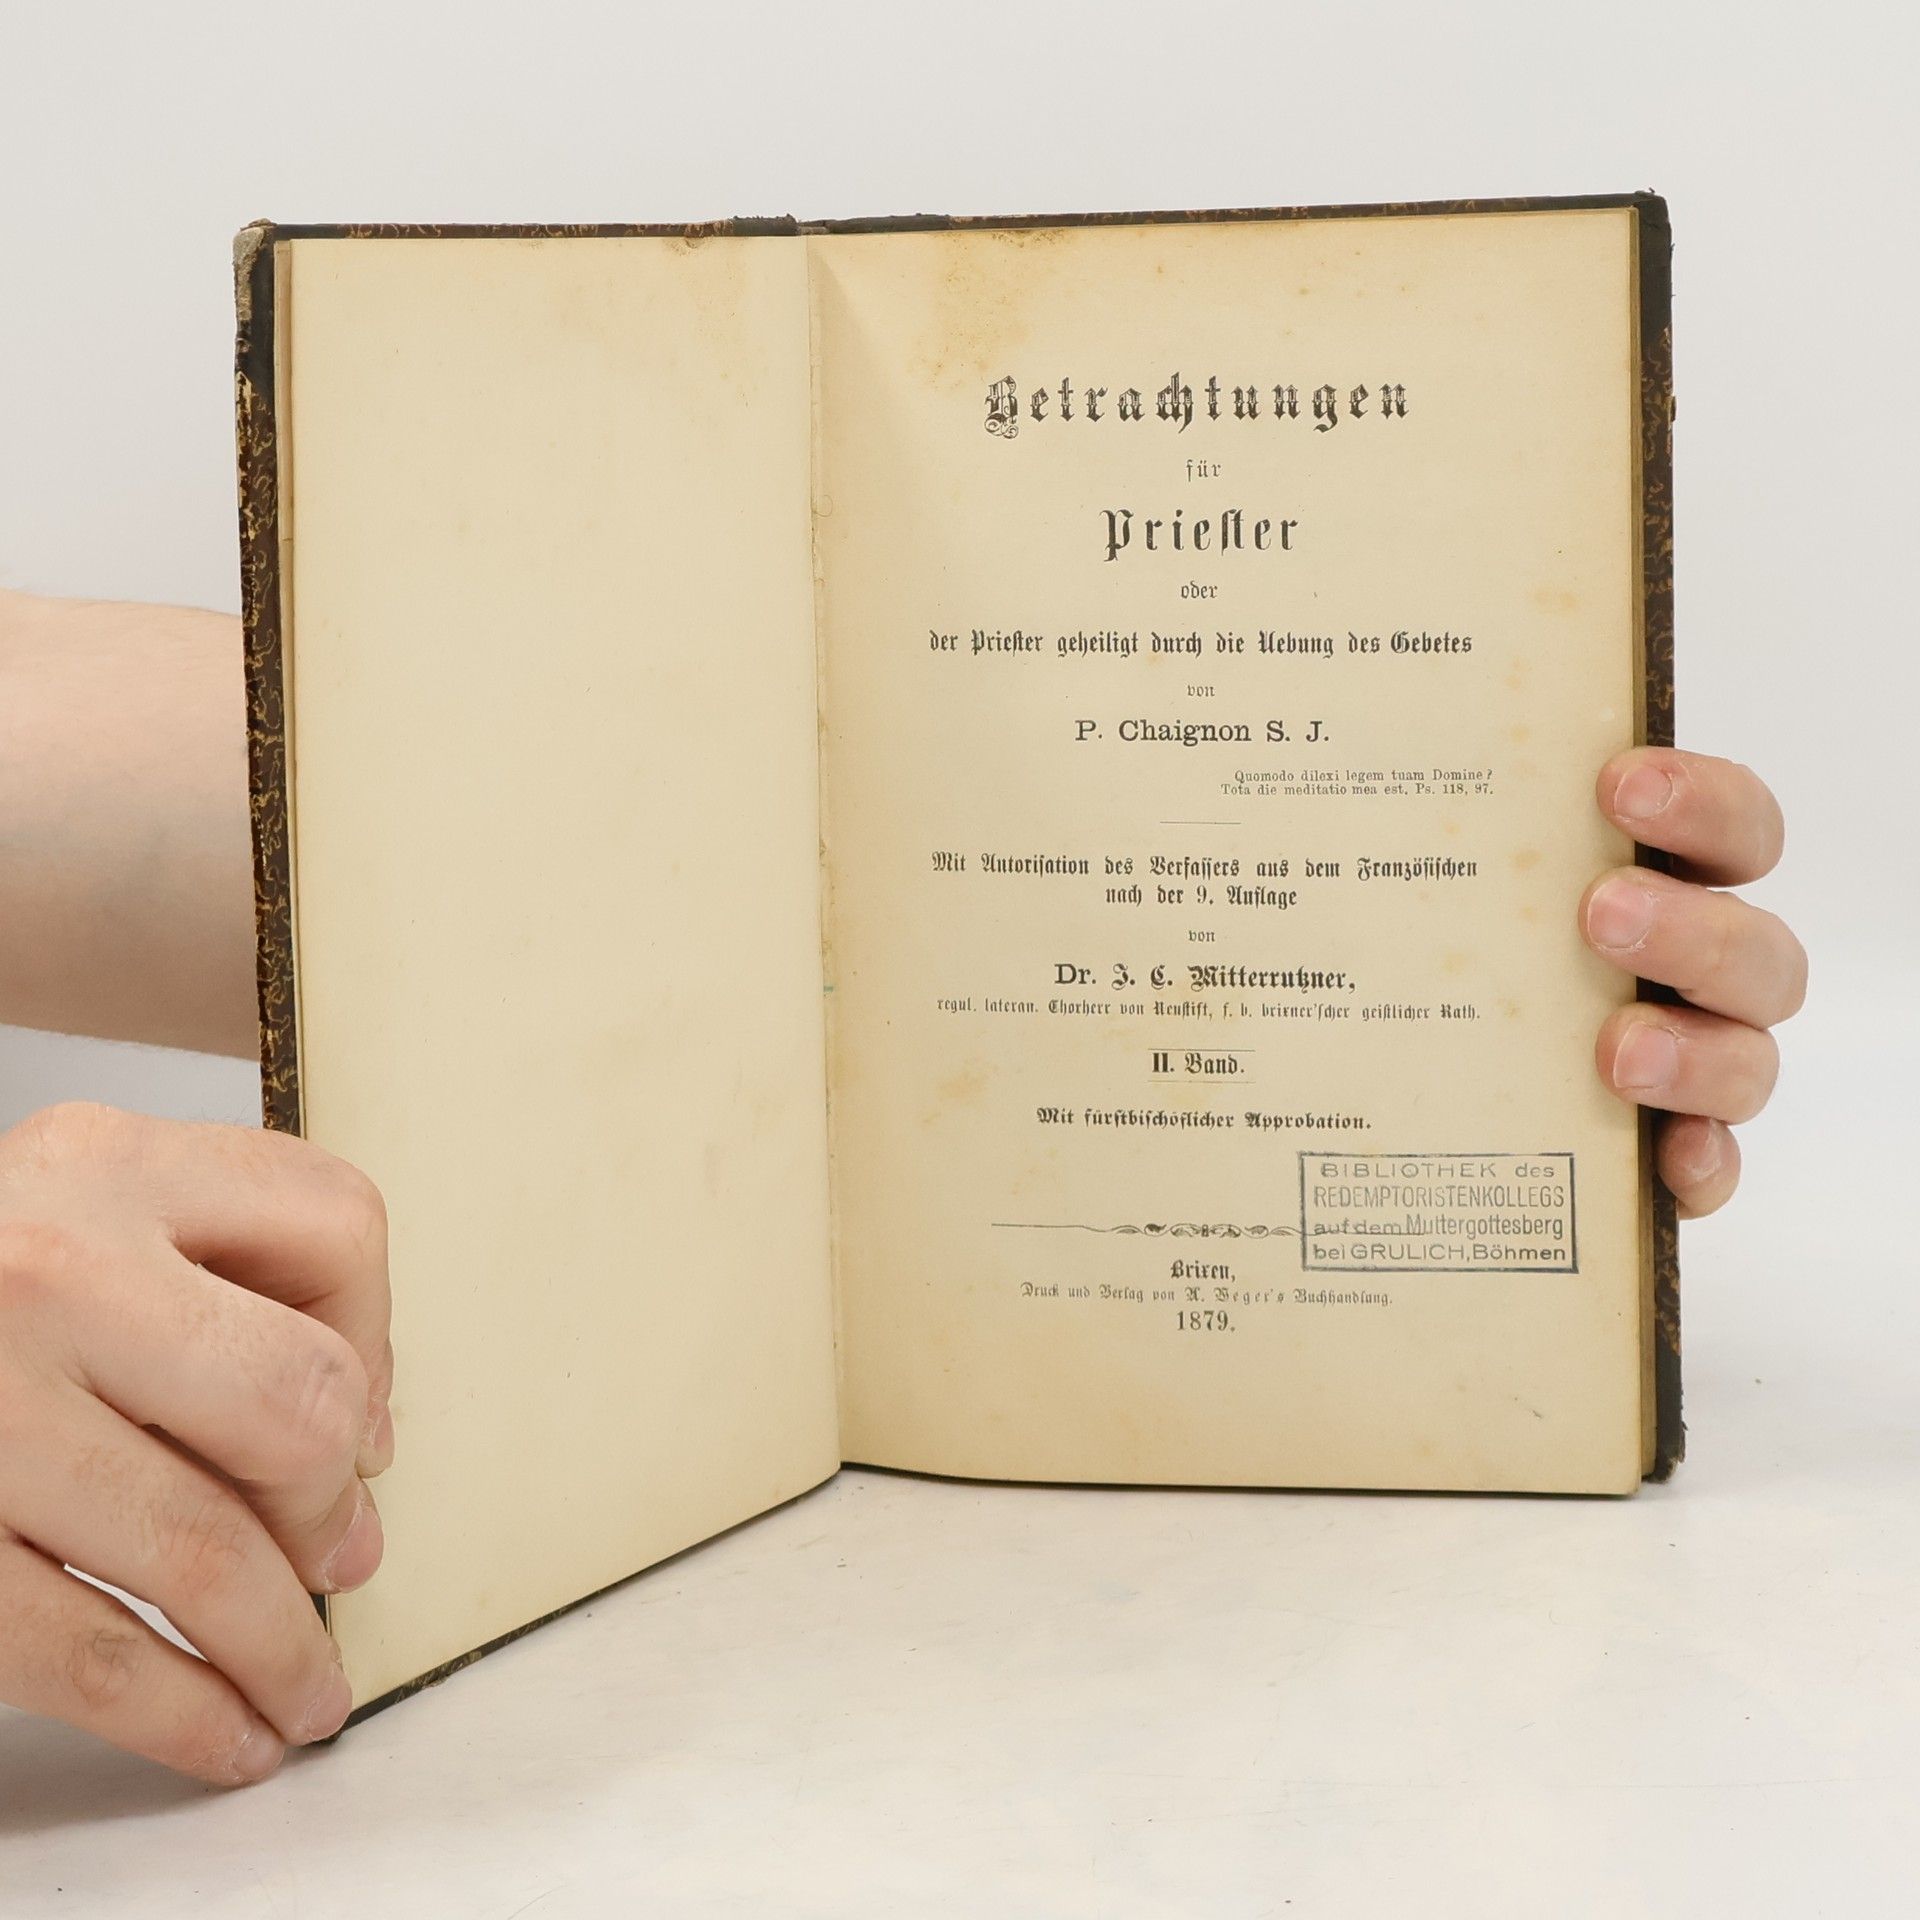 Betrachtungen
für
Prieſter
oder
der Prieſter geheiligt durch die Uebung des Gebetes
von
P. Chaignon S. J.
Quomodo dilexi legem tuam Domine?
Tota die meditatio mea est. Ps. 118, 97.
Mit Autoriſation des Verfaſſers aus dem Franzöſiſchen
nach der 9. Auflage
von
Dr. J. C. Mitterrutzner,
regul. lateran. Chorherr von Neuſtift, f. b. brixner'ſcher geiſtlicher Rath.
II. Band.
Mit fürſtbiſchöflicher Approbation.
BIBLIOTHEK des
REDEMPTORISTENKOLLEGS
auf dem Muttergottesberg
bei GRULICH, Böhmen
Brixen,
Druck und Verlag von A. Weger's Buchhandlung.
1879.